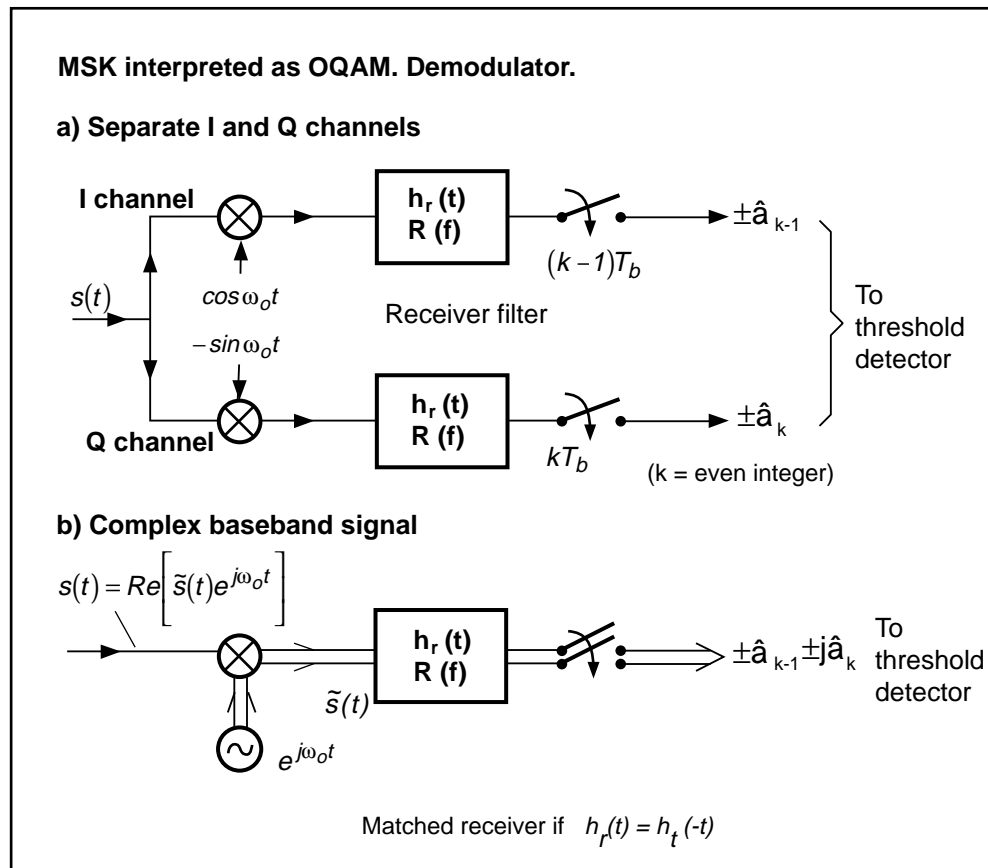 MSK interpreted as OQAM. Demodulator.
a) Separate I and Q channels
I channel
h_r (t)
R (f)
±â_{k-1}
(k – 1)T_b
s(t)
cos ω_o t
Receiver filter
– sin ω_o t
To
threshold
detector
Q channel
h_r (t)
R (f)
±â_k
kT_b
(k = even integer)
b) Complex baseband signal
s(t) = Re[s̃(t)e^{jω_o t}]
h_r (t)
R (f)
±â_{k-1}±jâ_k
To
threshold
detector
s̃(t)
e^{jω_o t}
Matched receiver if h_r(t) = h_t (-t)